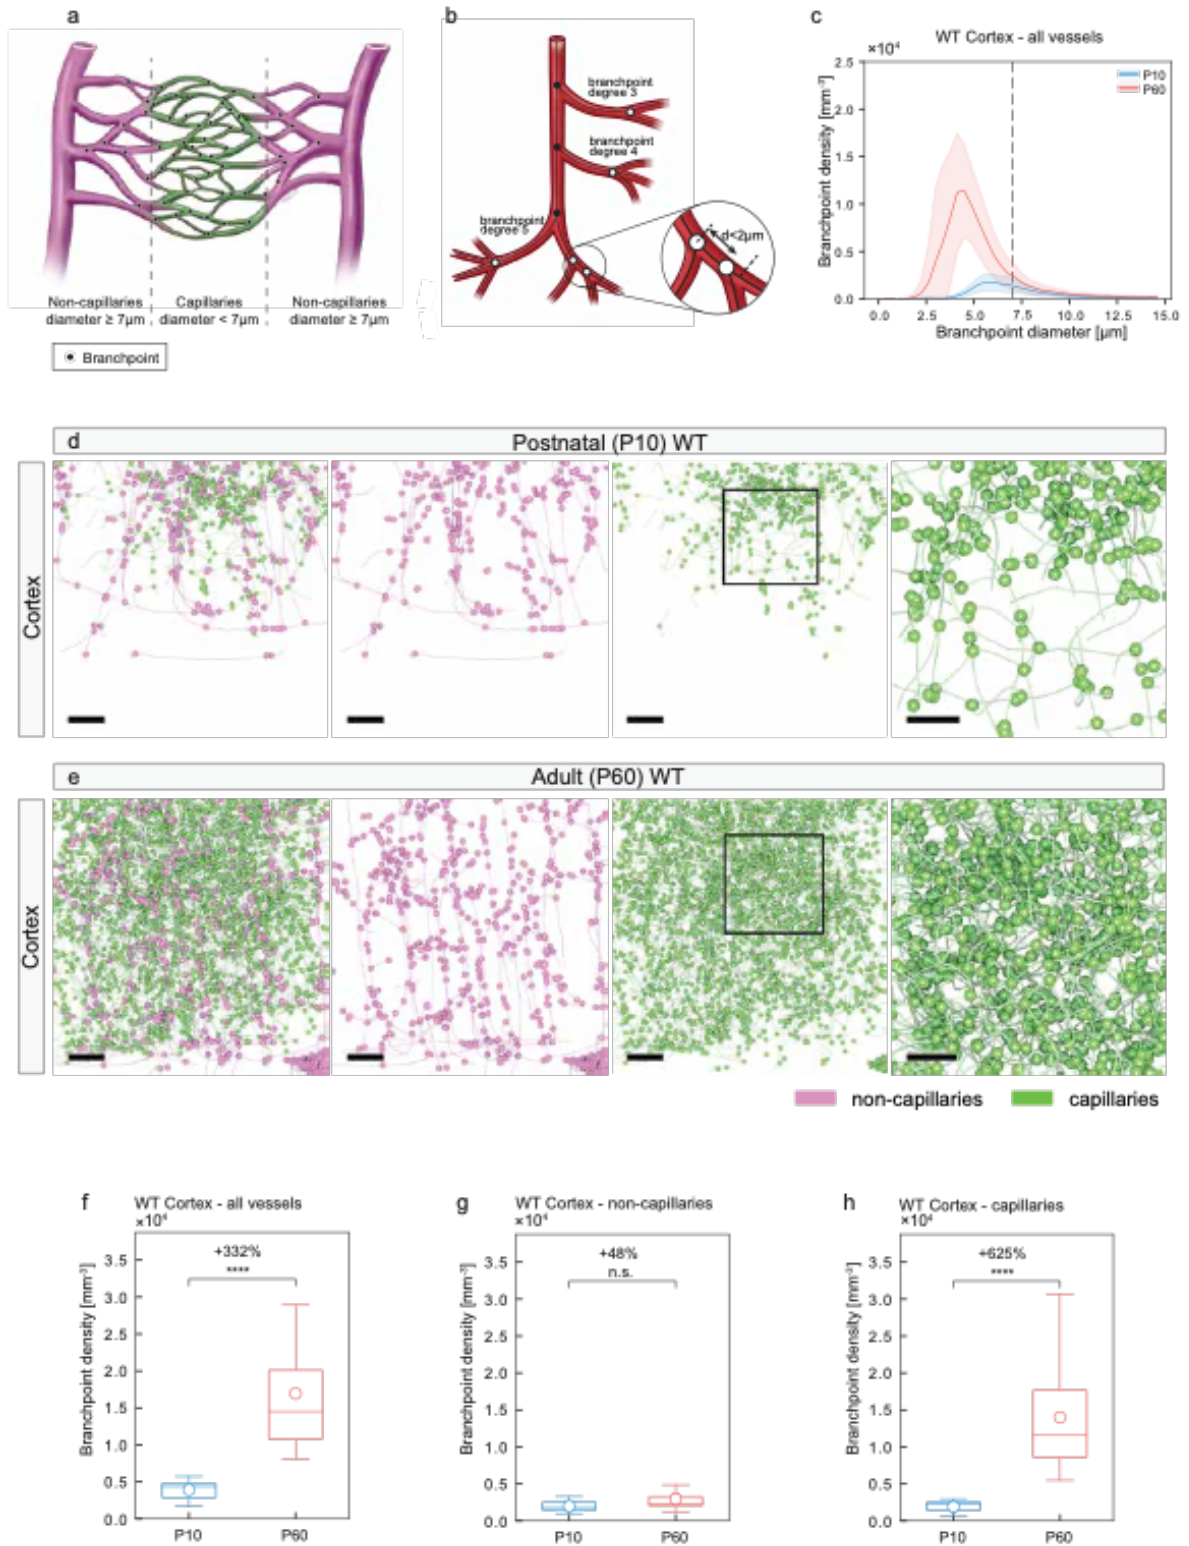 a
Non-capillaries
diameter ≥ 7µm
Capillaries
diameter < 7µm
Non-capillaries
diameter ≥ 7µm
Branchpoint
b
branchpoint
degree 3
branchpoint
degree 4
branchpoint
degree 5
d<2µm
c
WT Cortex - all vessels
×10⁴
Branchpoint density [mm⁻³]
2.5
2.0
1.5
1.0
0.5
0.0
P10
P60
0.0 2.5 5.0 7.5 10.0 12.5 15.0
Branchpoint diameter [µm]
d
Postnatal (P10) WT
Cortex
e
Adult (P60) WT
Cortex
non-capillaries
capillaries
f
WT Cortex - all vessels
×10⁴
Branchpoint density [mm⁻³]
3.5
3.0
2.5
2.0
1.5
1.0
0.5
0.0
+332%
****
P10 P60
g
WT Cortex - non-capillaries
×10⁴
Branchpoint density [mm⁻³]
3.5
3.0
2.5
2.0
1.5
1.0
0.5
0.0
+48%
n.s.
P10 P60
h
WT Cortex - capillaries
×10⁴
Branchpoint density [mm⁻³]
3.5
3.0
2.5
2.0
1.5
1.0
0.5
0.0
+625%
****
P10 P60